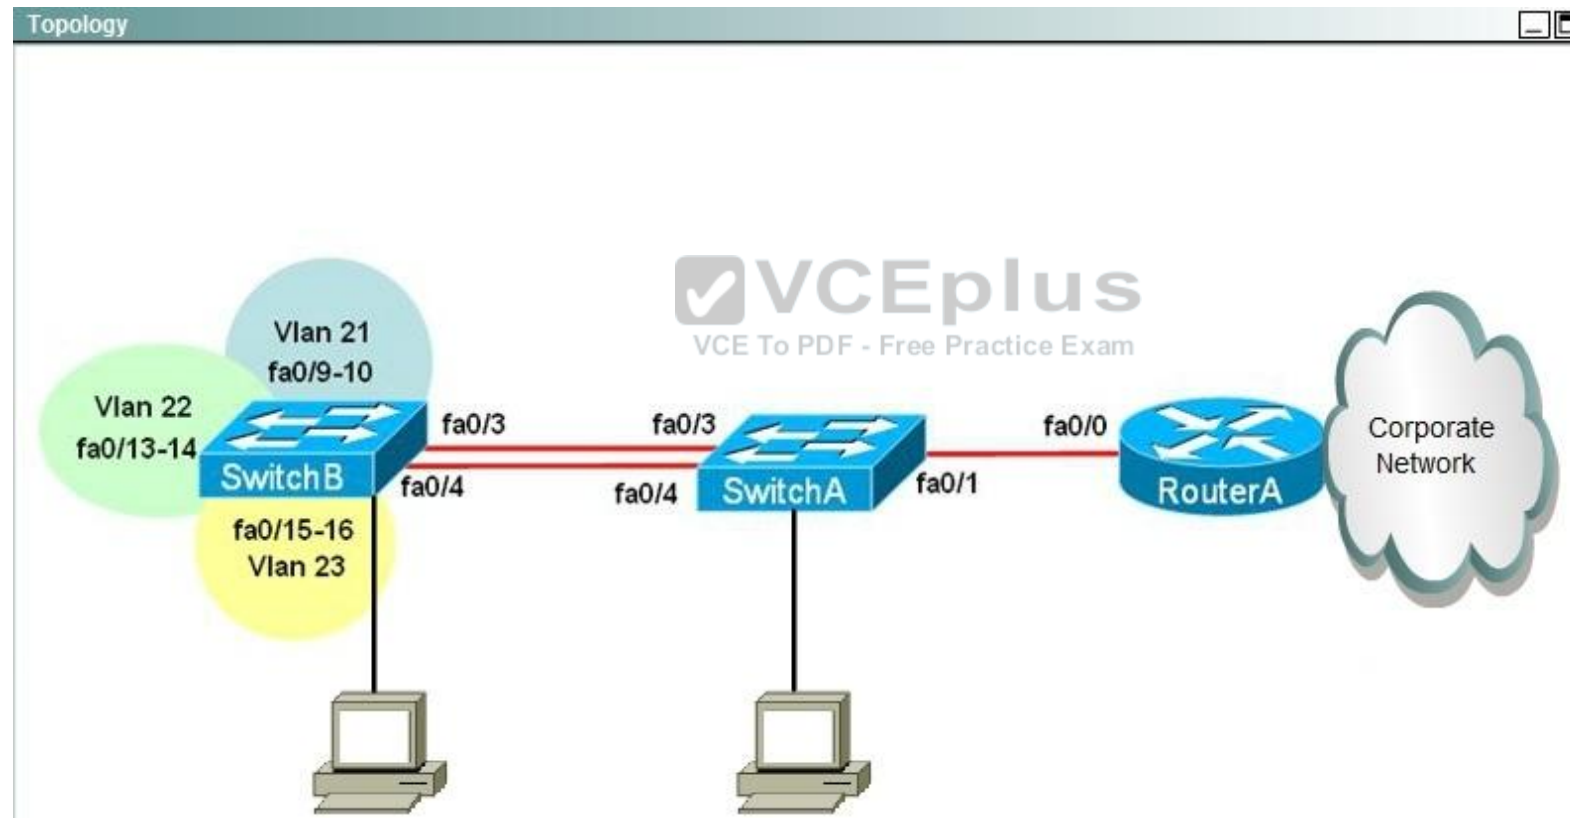 Topology
VCEplus
VCE To PDF - Free Practice Exam
Vlan 21
fa0/9-10
Vlan 22
fa0/13-14
SwitchB
fa0/3
fa0/4
fa0/15-16
Vlan 23
fa0/3
fa0/4
SwitchA
fa0/1
fa0/0
RouterA
Corporate
Network